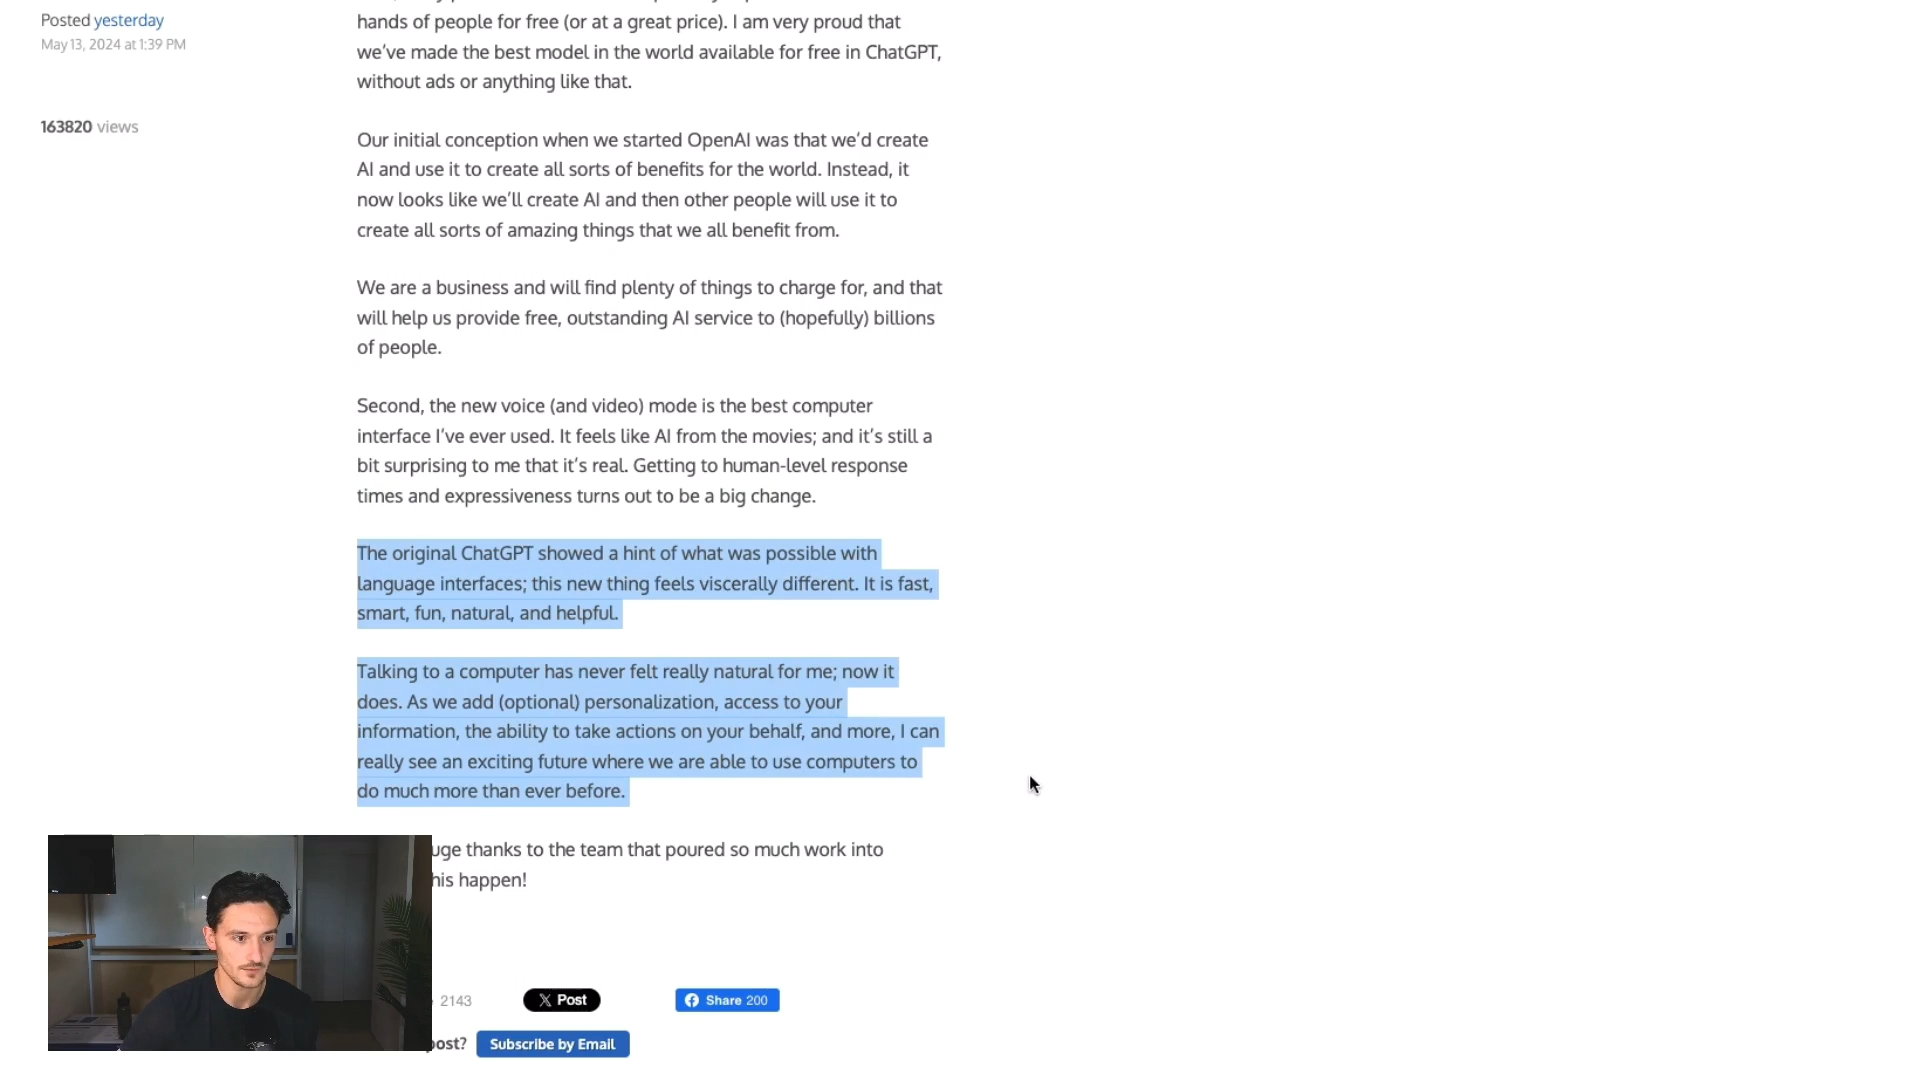 Posted yesterday
May 13, 2024 at 1:39 PM
163820 views
hands of people for free (or at a great price). I am very proud that
we've made the best model in the world available for free in ChatGPT,
without ads or anything like that.
Our initial conception when we started OpenAI was that we'd create
AI and use it to create all sorts of benefits for the world. Instead, it
now looks like we'll create AI and then other people will use it to
create all sorts of amazing things that we all benefit from.
We are a business and will find plenty of things to charge for, and that
will help us provide free, outstanding AI service to (hopefully) billions
of people.
Second, the new voice (and video) mode is the best computer
interface I've ever used. It feels like AI from the movies; and it's still a
bit surprising to me that it's real. Getting to human-level response
times and expressiveness turns out to be a big change.
The original ChatGPT showed a hint of what was possible with
language interfaces; this new thing feels viscerally different. It is fast,
smart, fun, natural, and helpful.
Talking to a computer has never felt really natural for me; now it
does. As we add (optional) personalization, access to your
information, the ability to take actions on your behalf, and more, I can
really see an exciting future where we are able to use computers to
do much more than ever before.
uge thanks to the team that poured so much work into
his happen!
2143
Post
Share 200
post?
Subscribe by Email